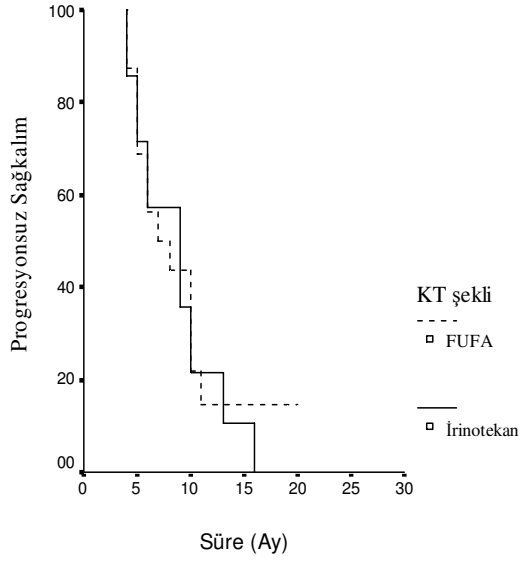 Progresyonsuz Sağkalım
100
80
60
40
20
00
0 5 10 15 20 25 30
Süre (Ay)
KT şekli
FUFA
İrinotekan